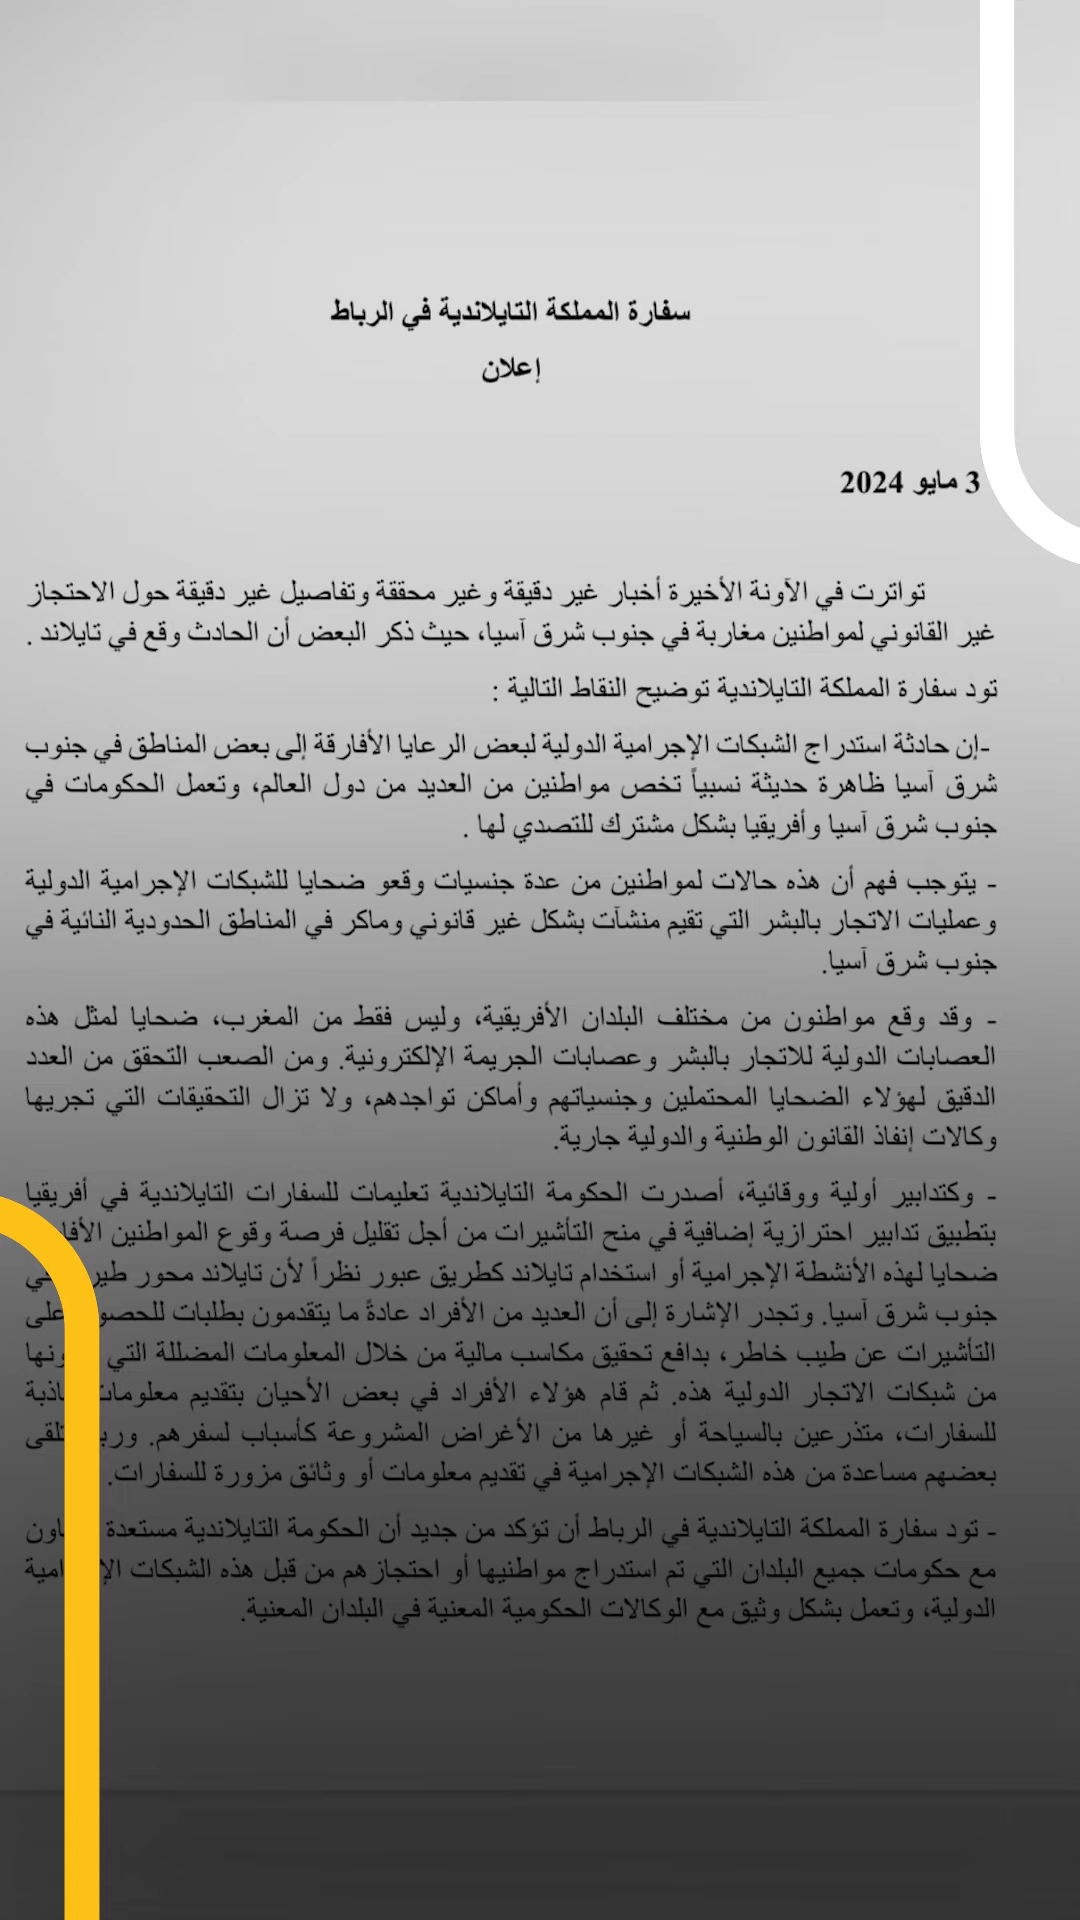 سفارة المملكة التايلاندية في الرباط
إعلان
3 مايو 2024
تواترت في الآونة الأخيرة أخبار غير دقيقة وغير محققة وتفاصيل غير دقيقة حول الاحتجاز
غير القانوني لمواطنين مغاربة في جنوب شرق آسيا، حيث ذكر البعض أن الحادث وقع في تايلاند .
تود سفارة المملكة التايلاندية توضيح النقاط التالية :
-إن حادثة استدراج الشبكات الإجرامية الدولية لبعض الرعايا الأفارقة إلى بعض المناطق في جنوب
شرق آسيا ظاهرة حديثة نسبياً تخص مواطنين من العديد من دول العالم، وتعمل الحكومات في
جنوب شرق آسيا وأفريقيا بشكل مشترك للتصدي لها .
- يتوجب فهم أن هذه حالات لمواطنين من عدة جنسيات وقعو ضحايا للشبكات الإجرامية الدولية
وعمليات الاتجار بالبشر التي تقيم منشآت بشكل غير قانوني وماكر في المناطق الحدودية النائية في
جنوب شرق آسيا.
- وقد وقع مواطنون من مختلف البلدان الأفريقية، وليس فقط من المغرب، ضحايا لمثل هذه
العصابات الدولية للاتجار بالبشر وعصابات الجريمة الإلكترونية. ومن الصعب التحقق من العدد
الدقيق لهؤلاء الضحايا المحتملين وجنسياتهم وأماكن تواجدهم، ولا تزال التحقيقات التي تجريها
وكالات إنفاذ القانون الوطنية والدولية جارية.
- وكتدابير أولية ووقائية، أصدرت الحكومة التايلاندية تعليمات للسفارات التايلاندية في أفريقيا
بتطبيق تدابير احترازية إضافية في منح التأشيرات من أجل تقليل فرصة وقوع المواطنين
ضحايا لهذه الأنشطة الإجرامية أو استخدام تايلاند كطريق عبور نظراً لأن تايلاند محور
جنوب شرق آسيا. وتجدر الإشارة إلى أن العديد من الأفراد عادةً ما يتقدمون بطلبات على
التأشيرات عن طيب خاطر، بدافع تحقيق مكاسب مالية من خلال المعلومات المضللة التي
من شبكات الاتجار الدولية هذه. ثم قام هؤلاء الأفراد في بعض الأحيان بتقديم
للسفارات، متذرعين بالسياحة أو غيرها من الأغراض المشروعة كأسباب لسفرهم.
بعضهم مساعدة من هذه الشبكات الإجرامية في تقديم معلومات أو وثائق مزورة للسفارات.
- تود سفارة المملكة التايلاندية في الرباط أن تؤكد من جديد أن الحكومة التايلاندية مستعدة
مع حكومات جميع البلدان التي تم استدراج مواطنيها أو احتجازهم من قبل هذه الشبكات
الدولية، وتعمل بشكل وثيق مع الوكالات الحكومية المعنية في البلدان المعنية.